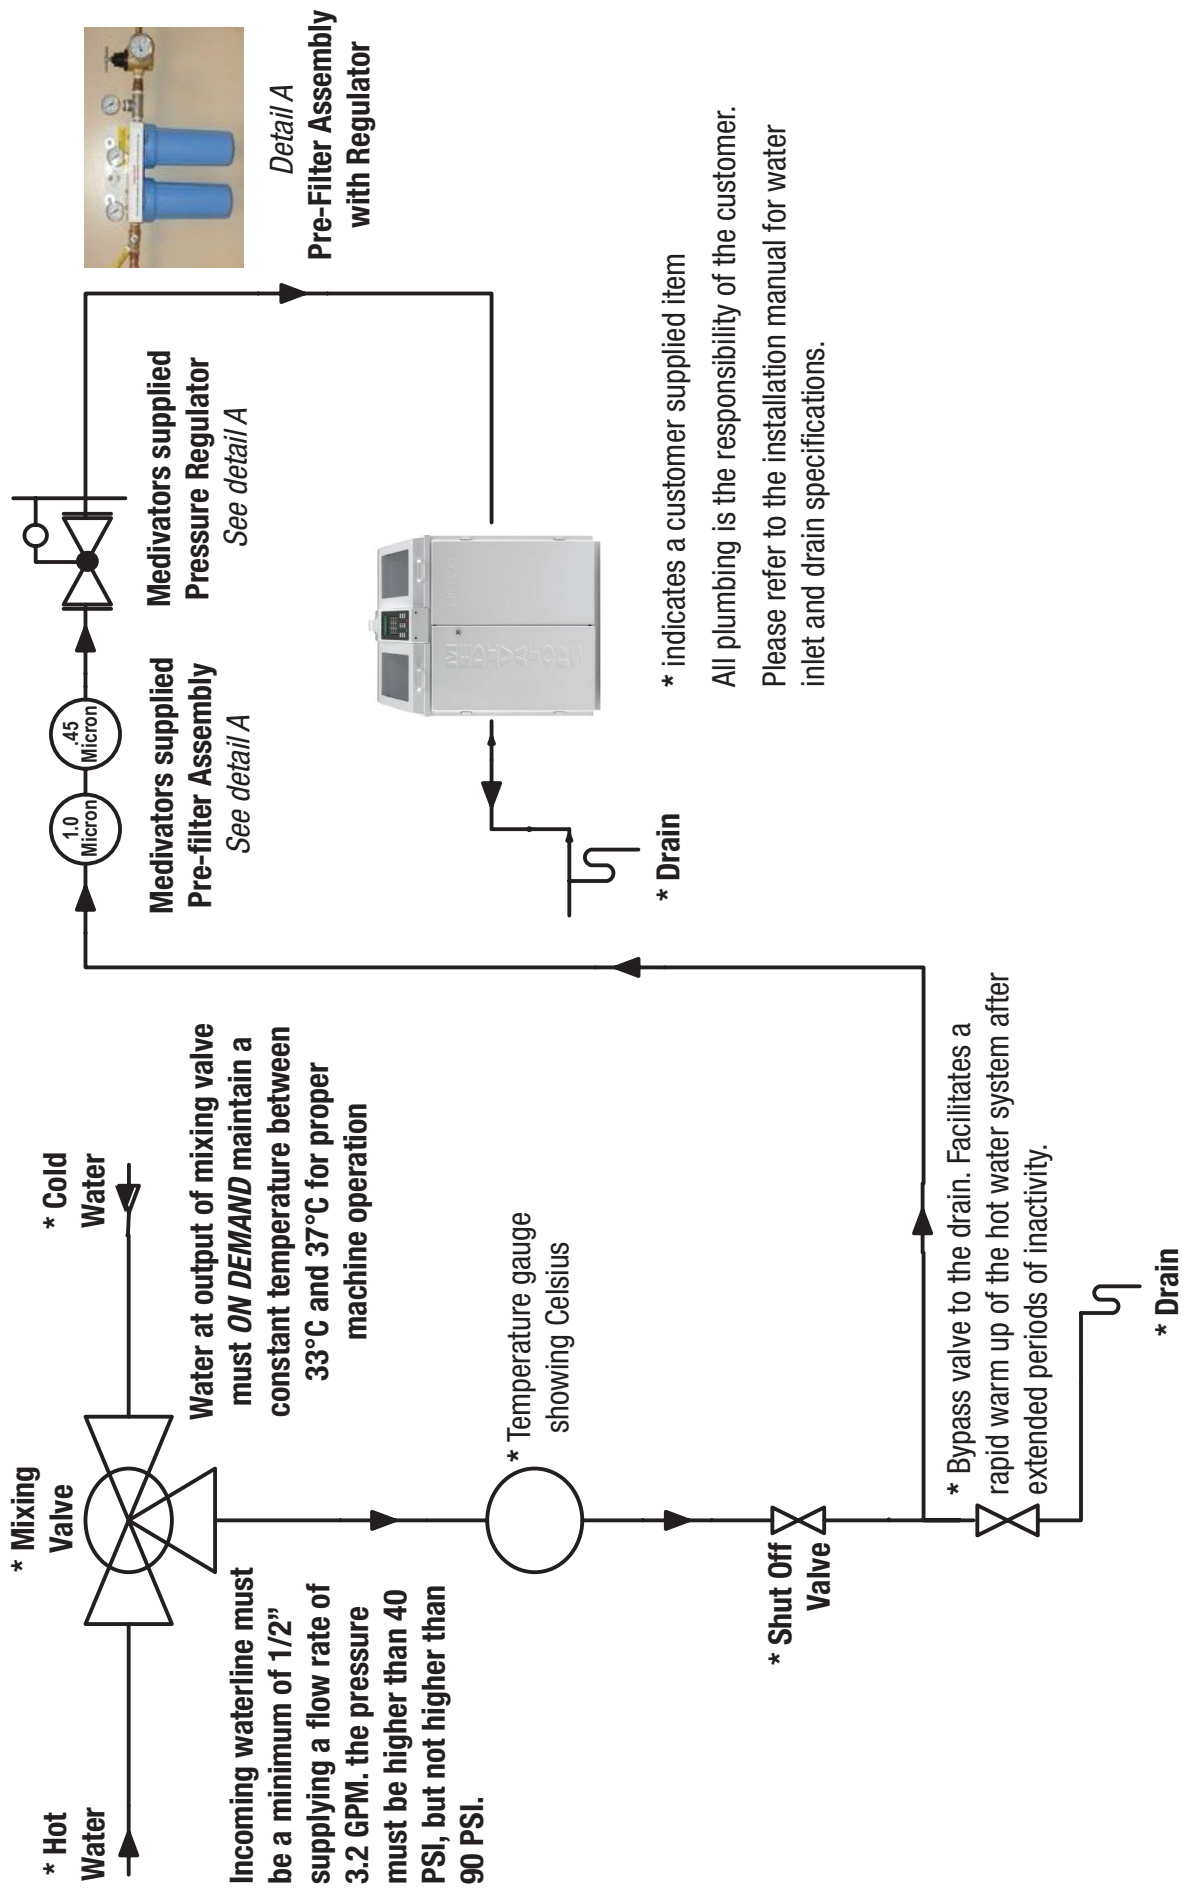 * Hot
Water
* Mixing
Valve
* Cold
Water
Incoming waterline must
be a minimum of 1/2”
supplying a flow rate of
3.2 GPM. the pressure
must be higher than 40
PSI, but not higher than
90 PSI.
Water at output of mixing valve
must ON DEMAND maintain a
constant temperature between
33°C and 37°C for proper
machine operation
* Temperature gauge
showing Celsius
* Shut Off
Valve
* Bypass valve to the drain. Facilitates a
rapid warm up of the hot water system after
extended periods of inactivity.
* Drain
1.0
Micron
.45
Micron
Medivators supplied
Pre-filter Assembly
See detail A
Medivators supplied
Pressure Regulator
See detail A
Detail A
Pre-Filter Assembly
with Regulator
MEDIVATORS
* Drain
* indicates a customer supplied item
All plumbing is the responsibility of the customer.
Please refer to the installation manual for water
inlet and drain specifications.